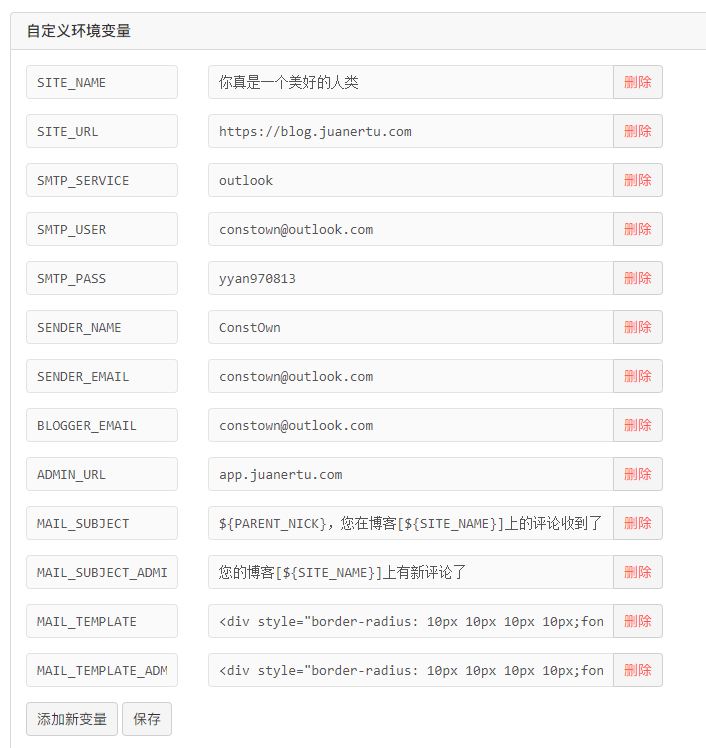 自定义环境变量
SITE_NAME 你真是一个美好的人类 删除
SITE_URL https://blog.juanertu.com 删除
SMTP_SERVICE outlook 删除
SMTP_USER constown@outlook.com 删除
SMTP_PASS yyan970813 删除
SENDER_NAME ConstOwn 删除
SENDER_EMAIL constown@outlook.com 删除
BLOGGER_EMAIL constown@outlook.com 删除
ADMIN_URL app.juanertu.com 删除
MAIL_SUBJECT ${PARENT_NICK}，您在博客[${SITE_NAME}]上的评论收到了 删除
MAIL_SUBJECT_ADMI 您的博客[${SITE_NAME}]上有新评论了 删除
MAIL_TEMPLATE <div style="border-radius: 10px 10px 10px 10px;fon 删除
MAIL_TEMPLATE_ADM <div style="border-radius: 10px 10px 10px 10px;fon 删除
添加新变量 保存